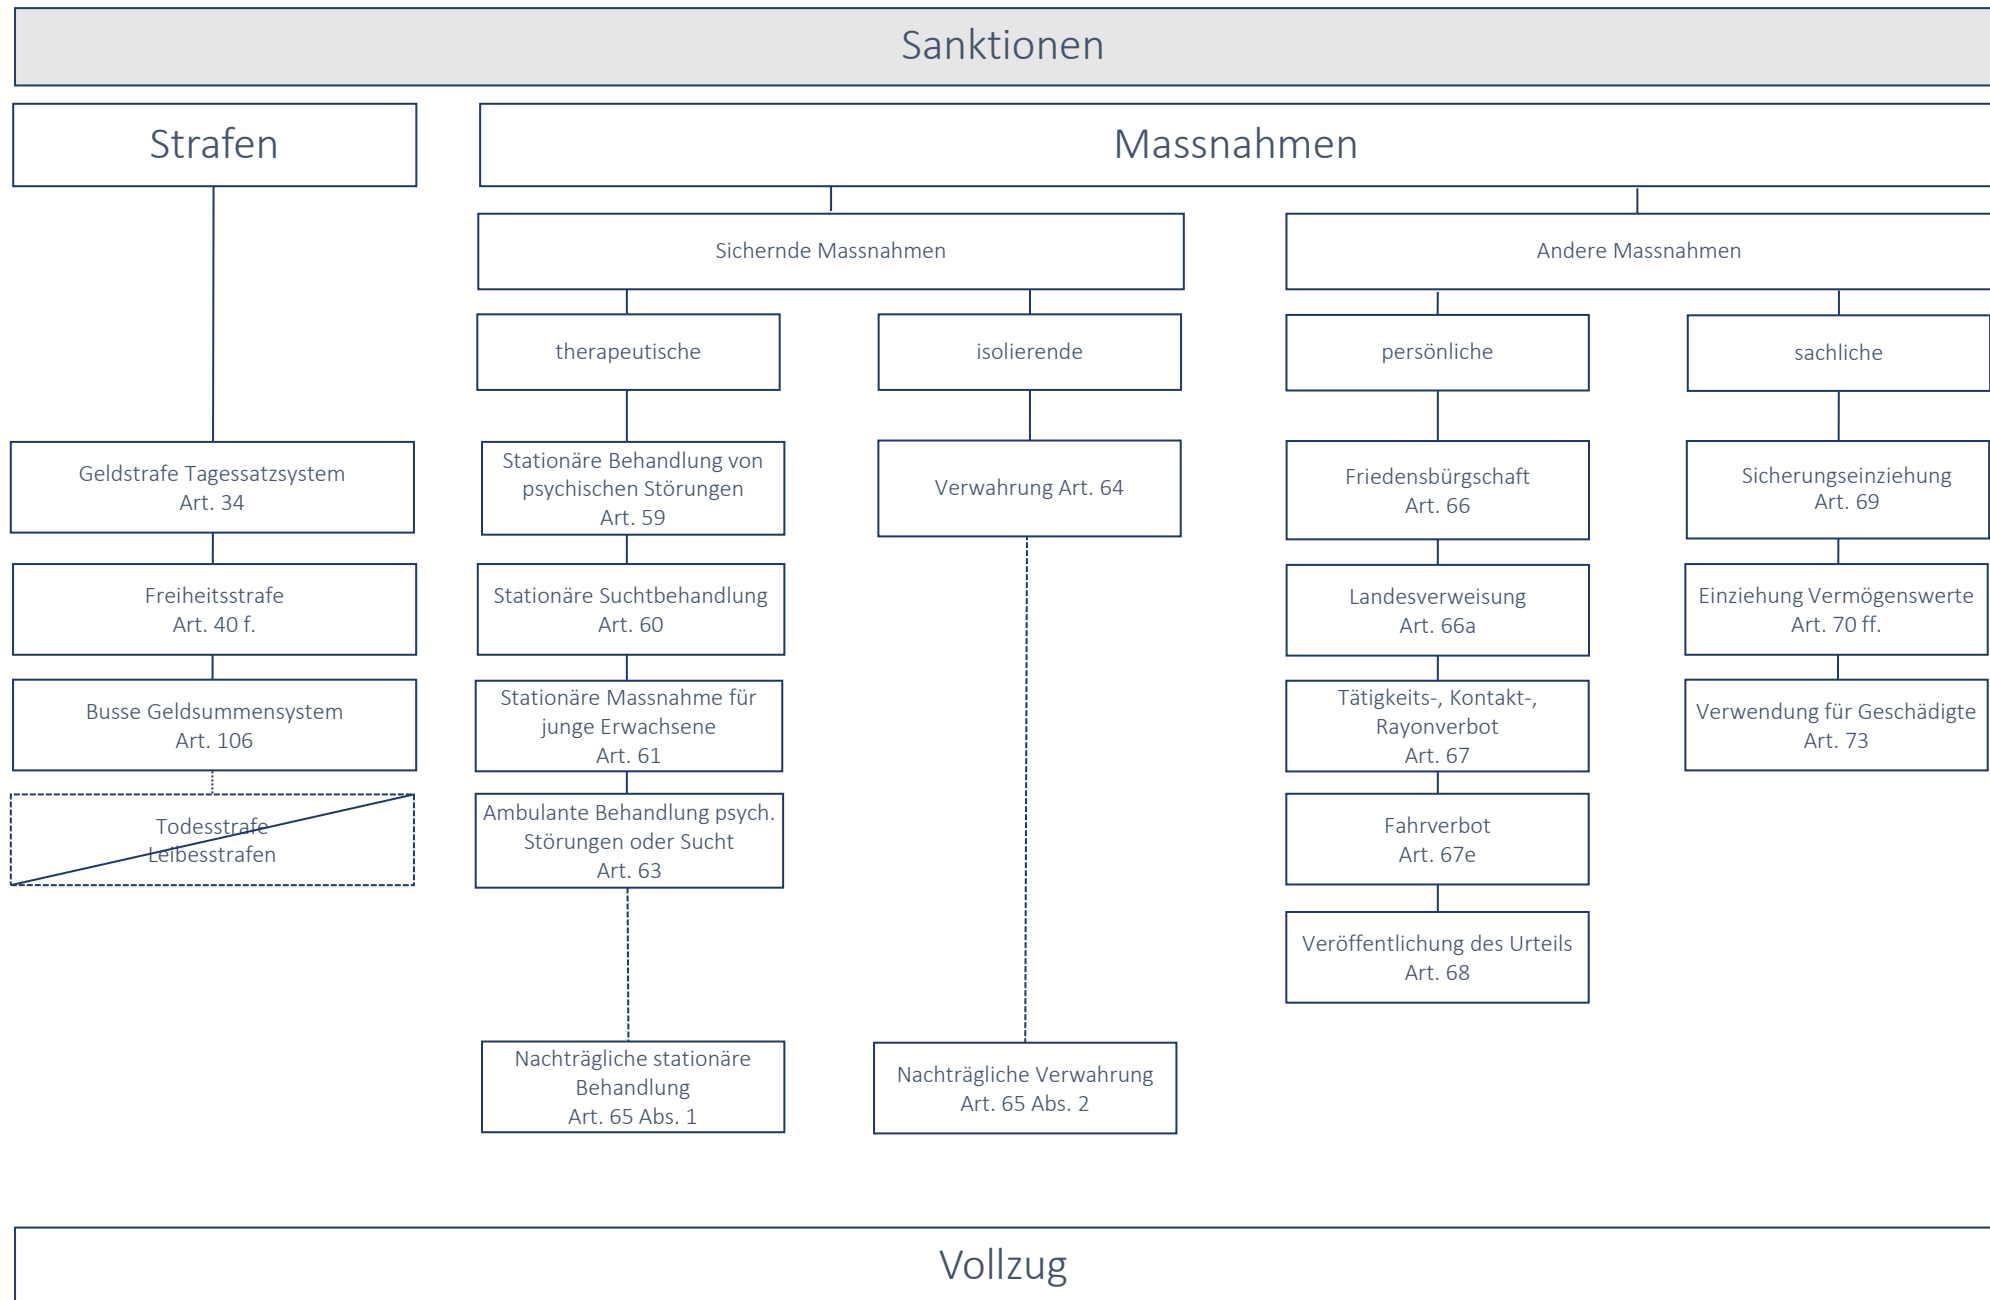 Sanktionen
Strafen
Massnahmen
Sichernde Massnahmen
Andere Massnahmen
therapeutische
isolierende
persönliche
sachliche
Geldstrafe Tagessatzsystem
Art. 34
Freiheitsstrafe
Art. 40 f.
Busse Geldsummensystem
Art. 106
Todesstrafe
Leibesstrafen
Stationäre Behandlung von
psychischen Störungen
Art. 59
Stationäre Suchtbehandlung
Art. 60
Stationäre Massnahme für
junge Erwachsene
Art. 61
Ambulante Behandlung psych.
Störungen oder Sucht
Art. 63
Nachträgliche stationäre
Behandlung
Art. 65 Abs. 1
Verwahrung Art. 64
Nachträgliche Verwahrung
Art. 65 Abs. 2
Friedensbürgschaft
Art. 66
Landesverweisung
Art. 66a
Tätigkeits-, Kontakt-,
Rayonverbot
Art. 67
Fahrverbot
Art. 67e
Veröffentlichung des Urteils
Art. 68
Sicherungseinziehung
Art. 69
Einziehung Vermögenswerte
Art. 70 ff.
Verwendung für Geschädigte
Art. 73
Vollzug